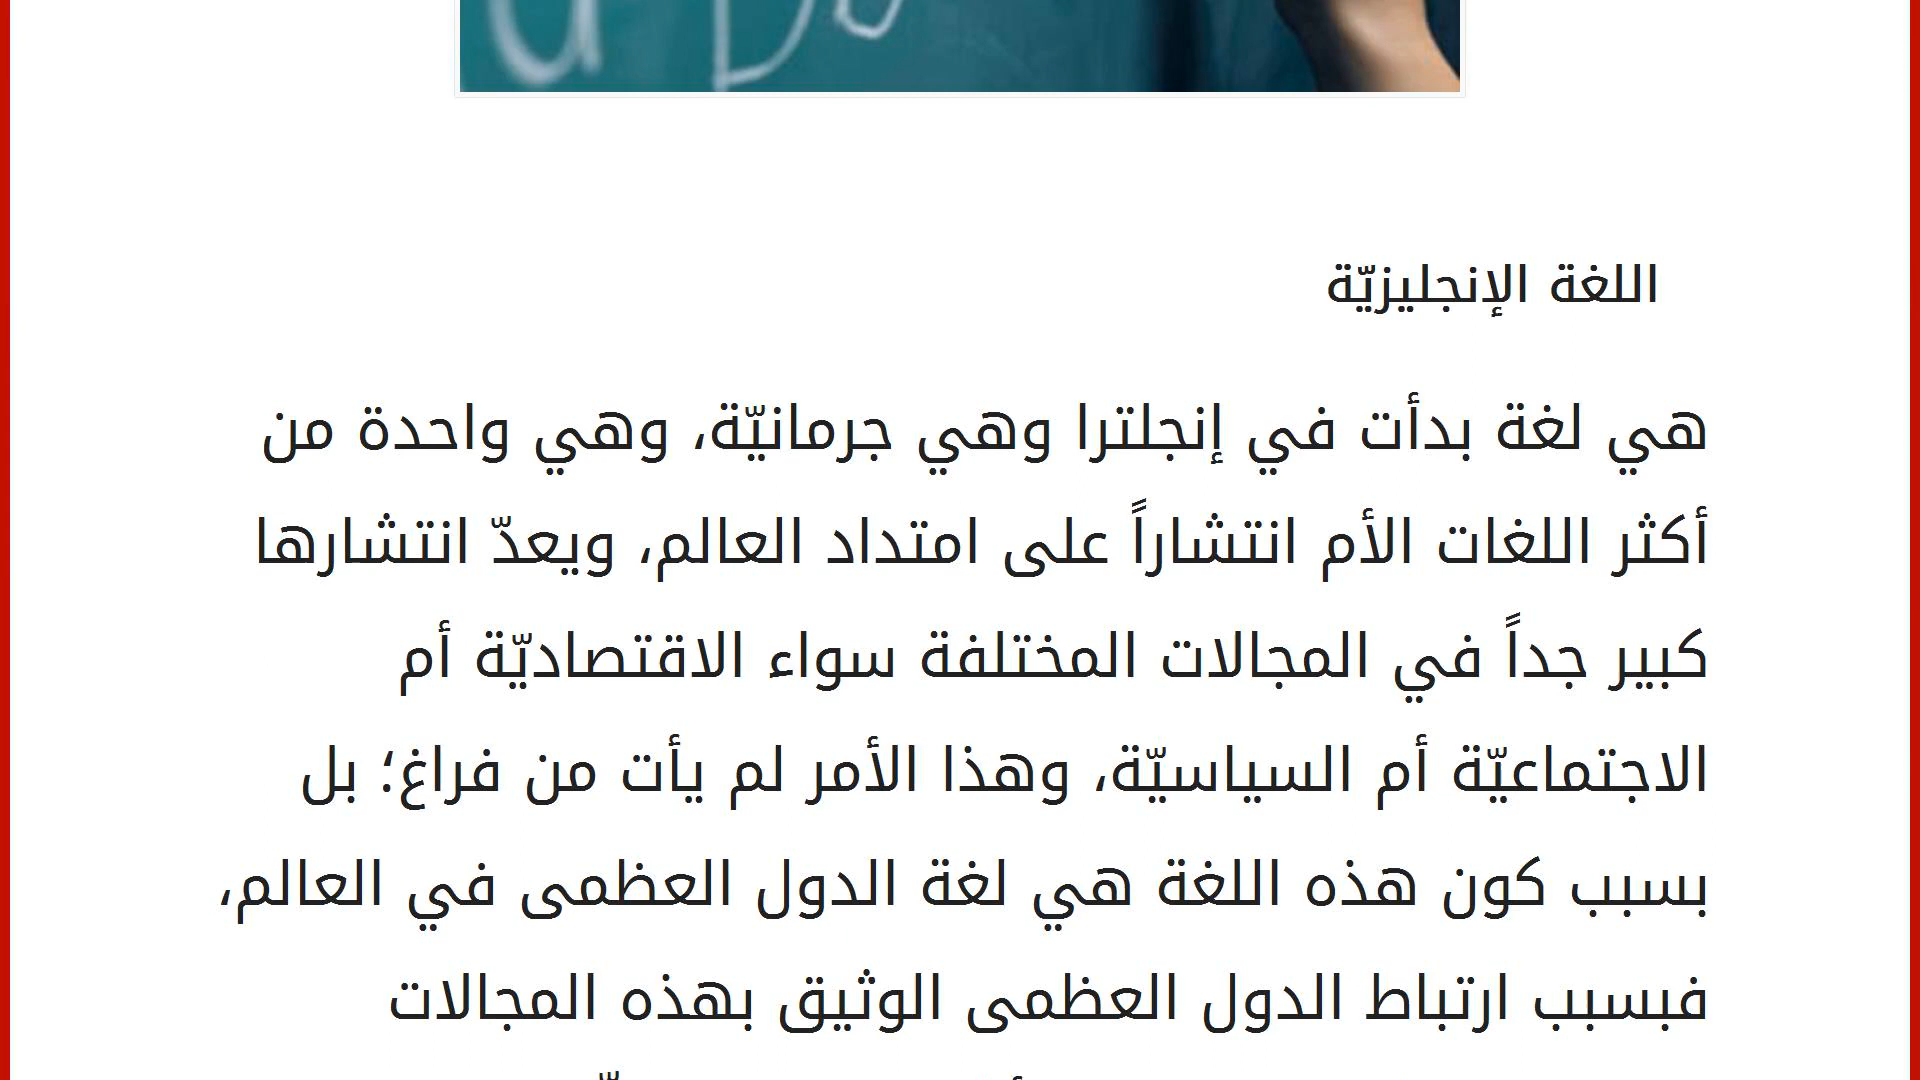 اللغة الإنجليزيّة
هي لغة بدأت في إنجلترا وهي جرمانيّة، وهي واحدة من
أكثر اللغات الأم انتشاراً على امتداد العالم، ويعدّ انتشارها
كبير جداً في المجالات المختلفة سواء الاقتصاديّة أم
الاجتماعيّة أم السياسيّة، وهذا الأمر لم يأت من فراغ؛ بل
بسبب كون هذه اللغة هي لغة الدول العظمى في العالم،
فبسبب ارتباط الدول العظمى الوثيق بهذه المجالات